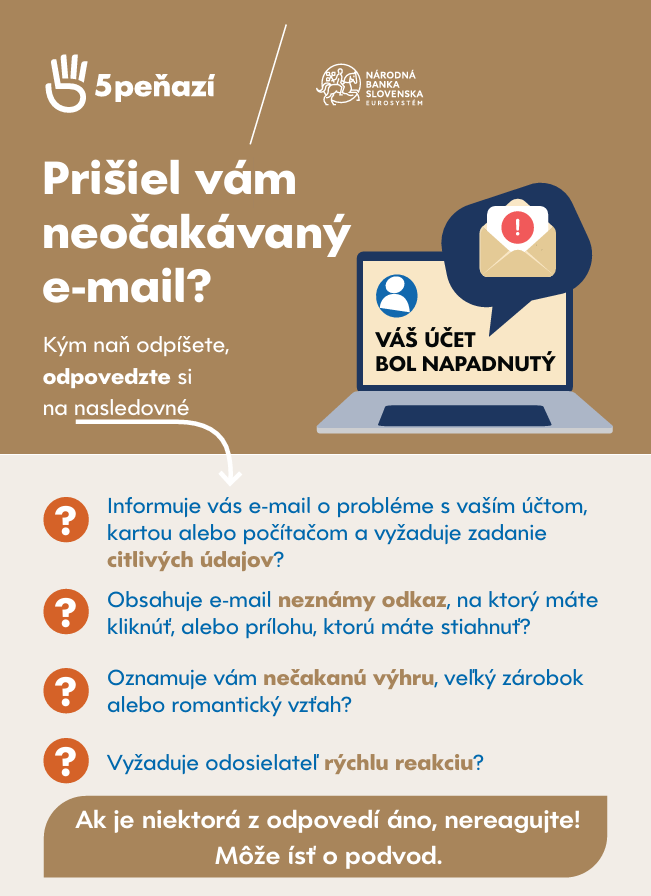 5peňazí
NÁRODNÁ
BANKA
SLOVENSKA
EUROSYSTÉM
Prišiel vám
neočakávaný
e-mail?
Kým naň odpíšete,
odpovedzte si
na nasledovné
!
VÁŠ ÚČET
BOL NAPADNUTÝ
? Informuje vás e-mail o probléme s vaším účtom,
kartou alebo počítačom a vyžaduje zadanie
citlivých údajov?
? Obsahuje e-mail neznámy odkaz, na ktorý máte
kliknúť, alebo prílohu, ktorú máte stiahnuť?
? Oznamuje vám nečakanú výhru, veľký zárobok
alebo romantický vzťah?
? Vyžaduje odosielateľ rýchlu reakciu?
Ak je niektorá z odpovedí áno, nereagujte!
Môže ísť o podvod.